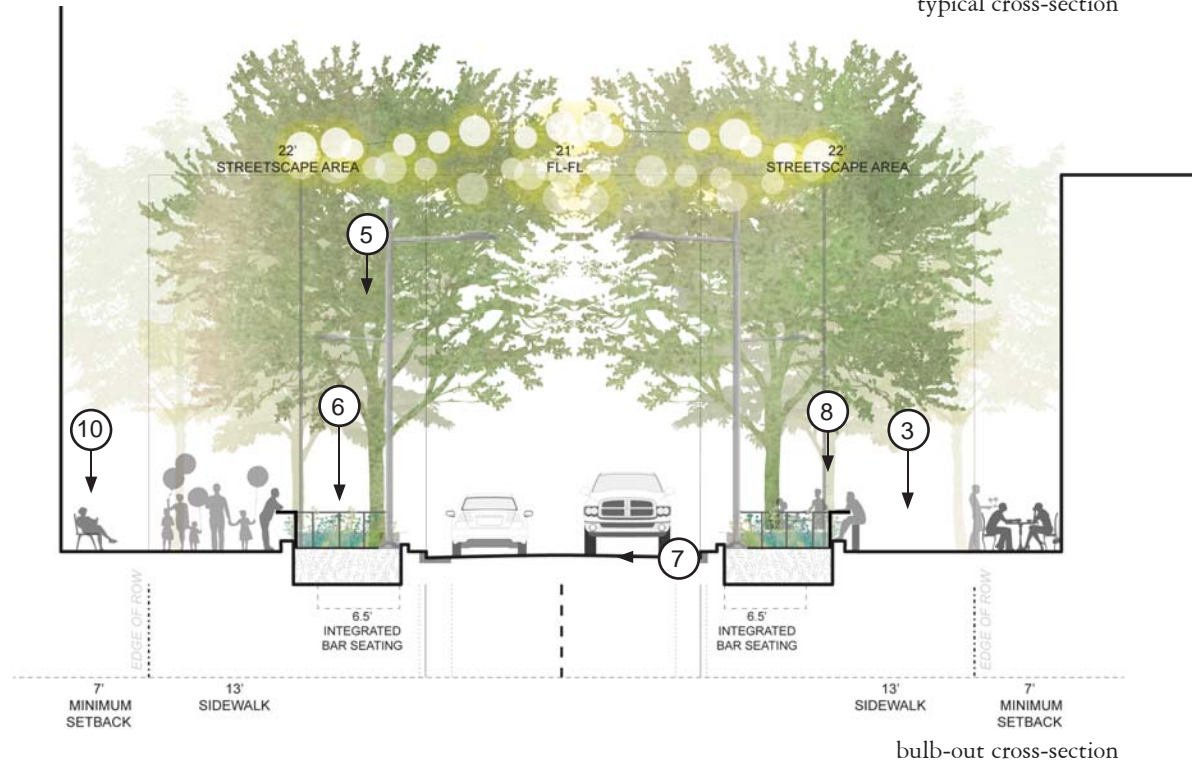 typical cross-section
22'
STREETSCAPE AREA
21'
FL-FL
22'
STREETSCAPE AREA
5
6
8
10
3
7
EDGE OF ROW
6.5'
INTEGRATED
BAR SEATING
6.5'
INTEGRATED
BAR SEATING
EDGE OF ROW
7'
MINIMUM
SETBACK
13'
SIDEWALK
13'
SIDEWALK
7'
MINIMUM
SETBACK
bulb-out cross-section